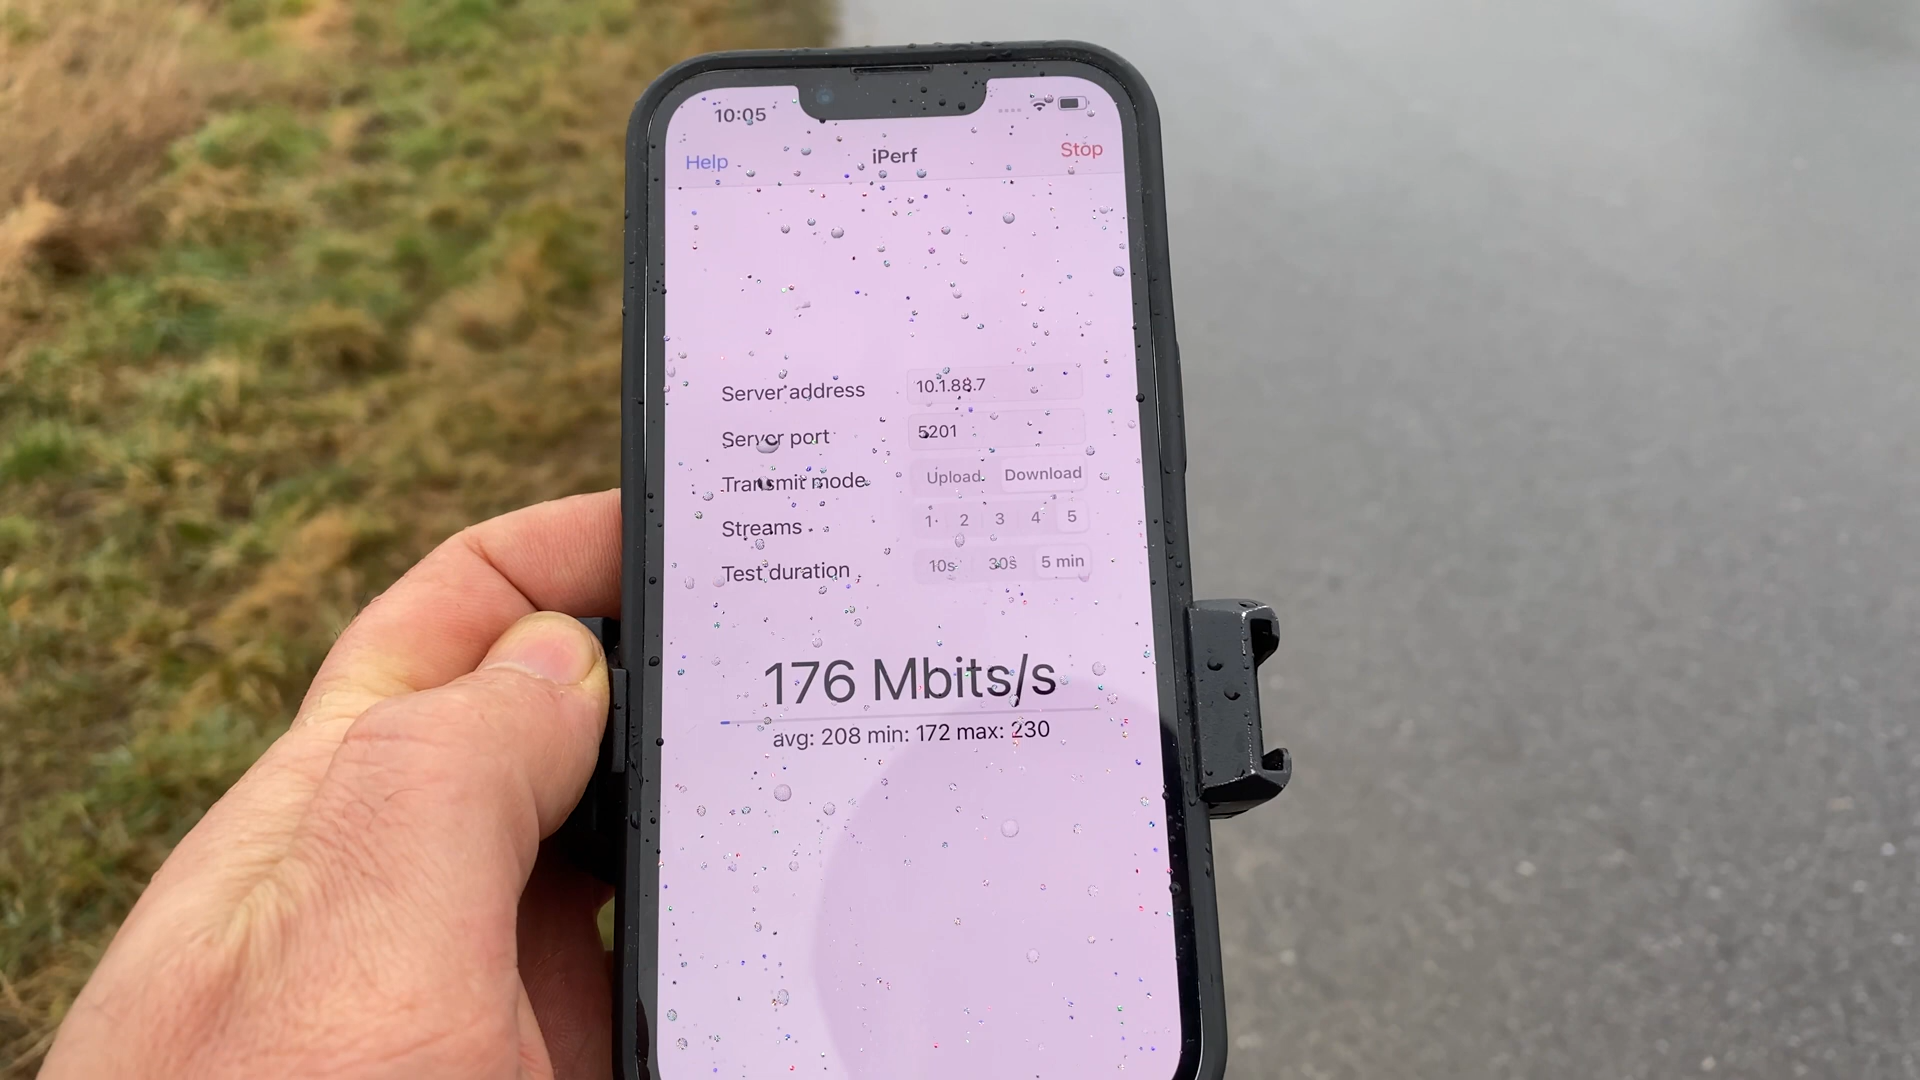 10:05
Help iPerf Stop
Server address 10.1.88.7
Server port 5201
Transmit mode Upload Download
Streams 1 2 3 4 5
Test duration 10s 30s 5 min
176 Mbits/s
avg: 208 min: 172 max: 230